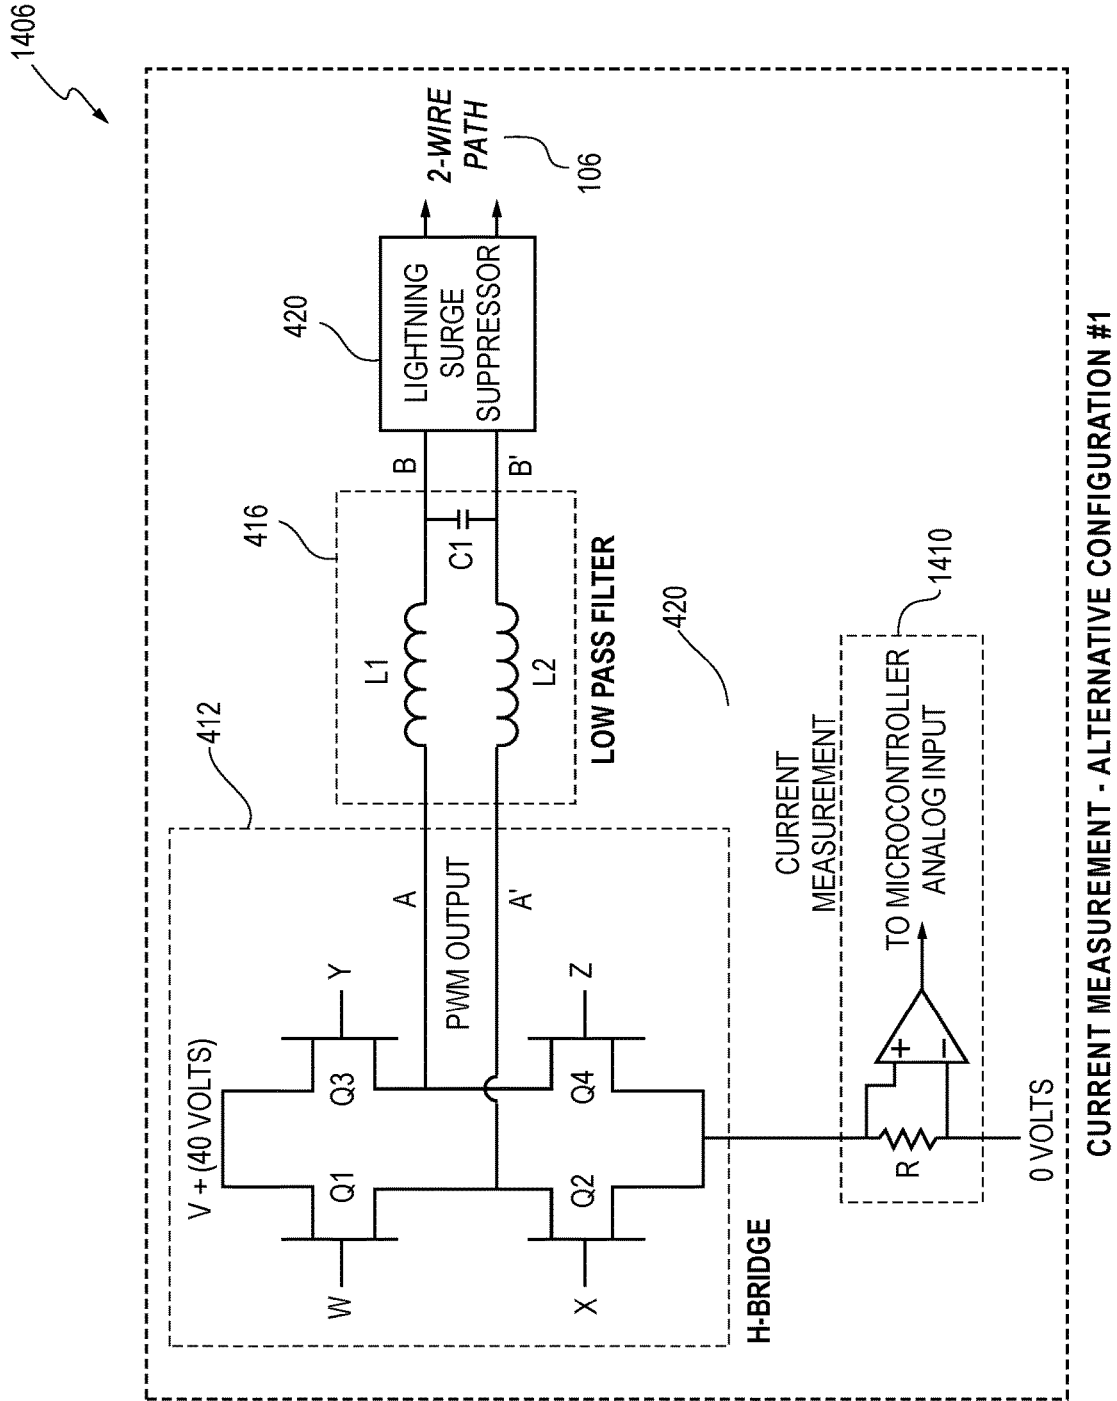 1406
412
V + (40 VOLTS)
W
Q1
Q3
Y
X
Q2
Q4
Z
H-BRIDGE
A
PWM OUTPUT
A'
416
L1
L2
C1
LOW PASS FILTER
B
B'
420
LIGHTNING
SURGE
SUPPRESSOR
2-WIRE
PATH
106
420
CURRENT
MEASUREMENT
R
+
−
TO MICROCONTROLLER
ANALOG INPUT
1410
0 VOLTS
CURRENT MEASUREMENT - ALTERNATIVE CONFIGURATION #1